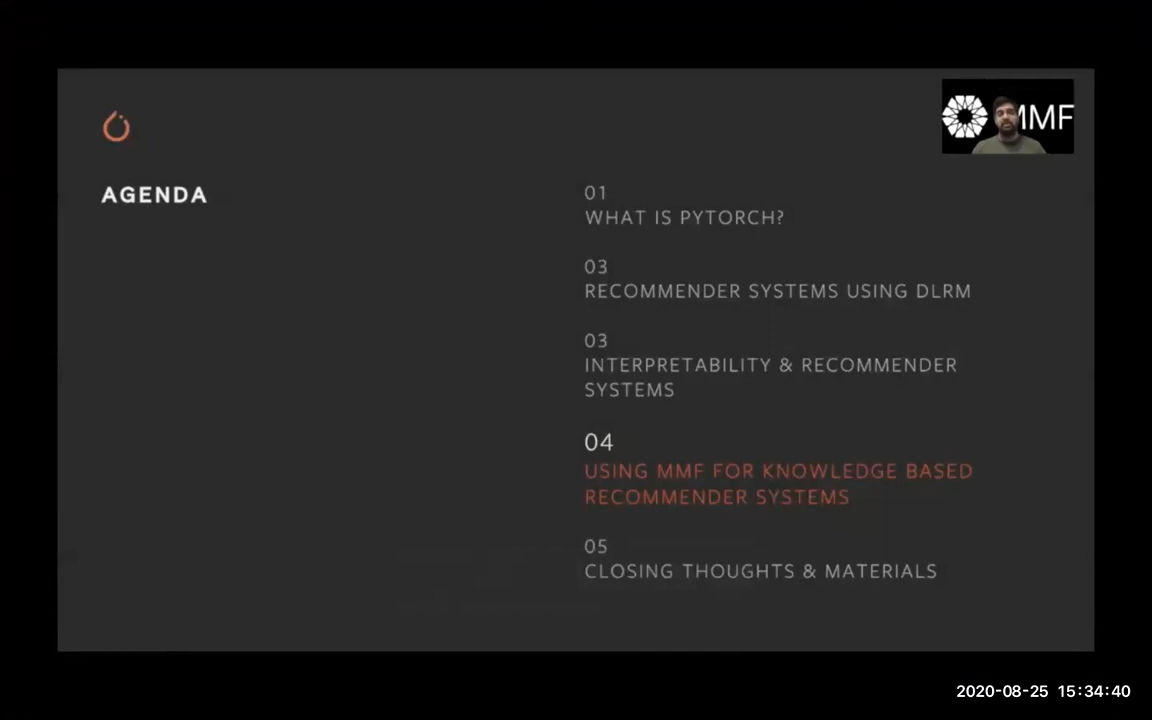 MMF
AGENDA
01
WHAT IS PYTORCH?
03
RECOMMENDER SYSTEMS USING DLRM
03
INTERPRETABILITY & RECOMMENDER
SYSTEMS
04
USING MMF FOR KNOWLEDGE BASED
RECOMMENDER SYSTEMS
05
CLOSING THOUGHTS & MATERIALS
2020-08-25 15:34:40